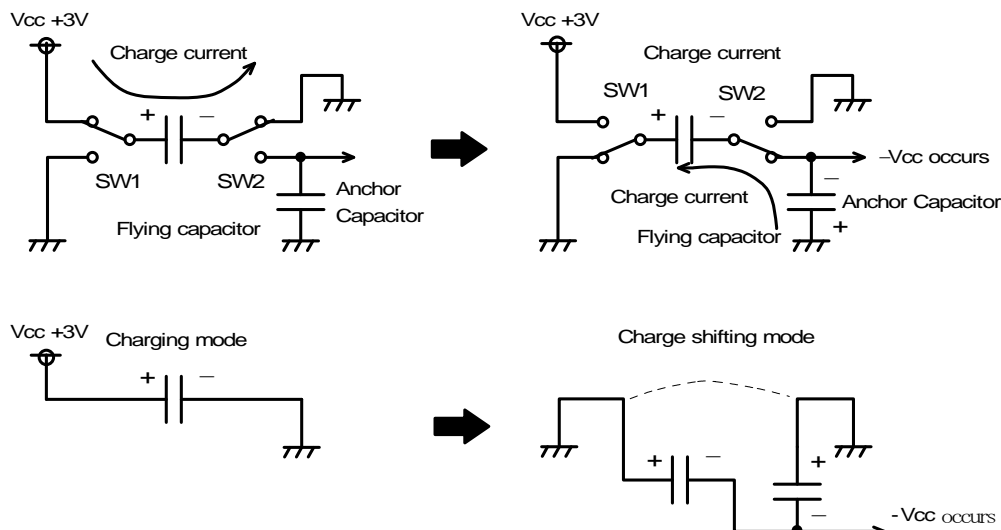 Vcc +3V
Charge current
+ −
SW1
SW2
Anchor
Capacitor
Flying capacitor
Vcc +3V
Charge current
SW1
SW2
+ −
−Vcc occurs
−
Charge current
Anchor Capacitor
Flying capacitor
+
Vcc +3V
Charging mode
+ −
Charge shifting mode
+ −
+
−
-Vcc occurs